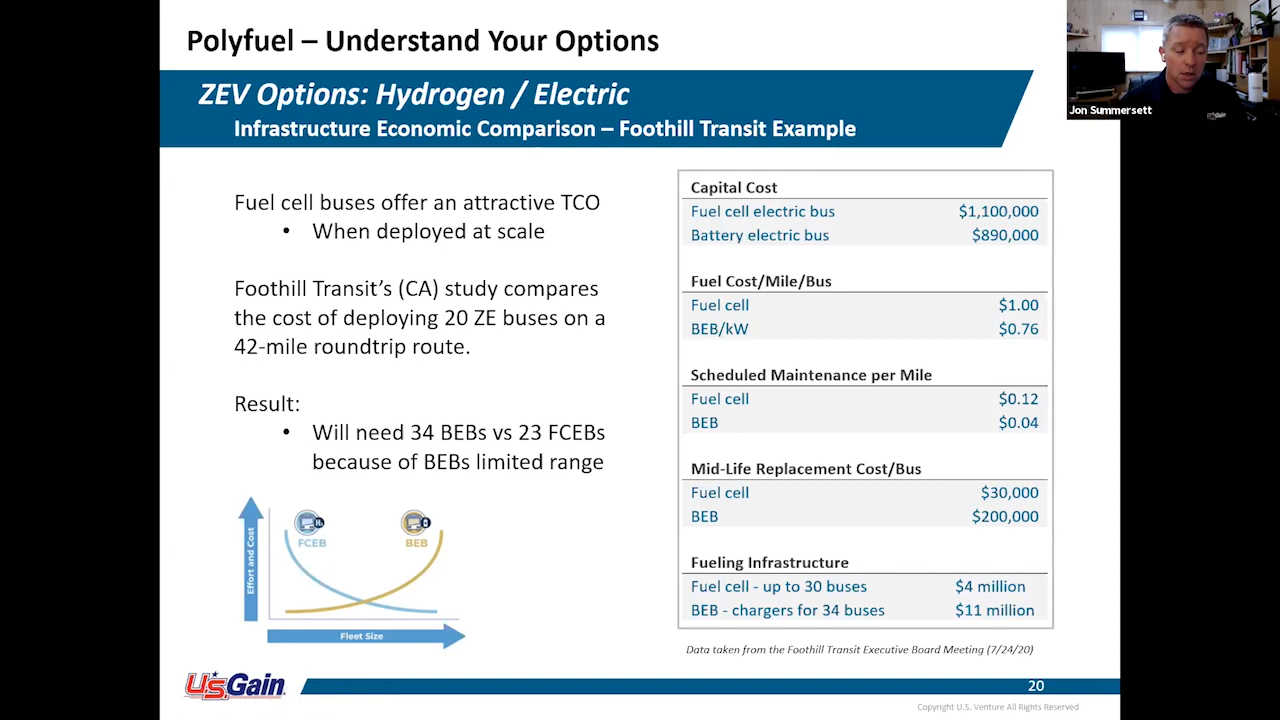 Polyfuel – Understand Your Options
ZEV Options: Hydrogen / Electric
Infrastructure Economic Comparison – Foothill Transit Example
Jon Summersett
Fuel cell buses offer an attractive TCO
• When deployed at scale
Foothill Transit's (CA) study compares
the cost of deploying 20 ZE buses on a
42-mile roundtrip route.
Result:
• Will need 34 BEBs vs 23 FCEBs
because of BEBs limited range
Effort and Cost
H₂
FCEB
BEB
Fleet Size
Capital Cost
Fuel cell electric bus $1,100,000
Battery electric bus $890,000
Fuel Cost/Mile/Bus
Fuel cell $1.00
BEB/kW $0.76
Scheduled Maintenance per Mile
Fuel cell $0.12
BEB $0.04
Mid-Life Replacement Cost/Bus
Fuel cell $30,000
BEB $200,000
Fueling Infrastructure
Fuel cell - up to 30 buses $4 million
BEB - chargers for 34 buses $11 million
Data taken from the Foothill Transit Executive Board Meeting (7/24/20)
U.S. Gain
20
Copyright U.S. Venture All Rights Reserved